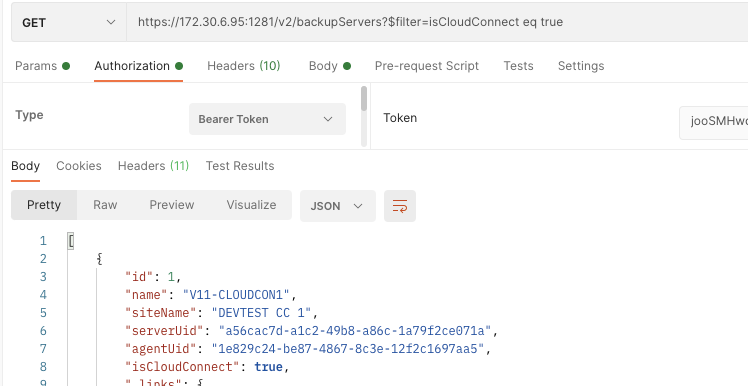 GET https://172.30.6.95:1281/v2/backupServers?$filter=isCloudConnect eq true
Params Authorization Headers (10) Body Pre-request Script Tests Settings
Type Bearer Token Token jooSMHw
Body Cookies Headers (11) Test Results
Pretty Raw Preview Visualize JSON
1 [
2 {
3 "id": 1,
4 "name": "V11-CLOUDCON1",
5 "siteName": "DEVTEST CC 1",
6 "serverUid": "a56cac7d-a1c2-49b8-a86c-1a79f2ce071a",
7 "agentUid": "1e829c24-be87-4867-8c3e-12f2c1697aa5",
8 "isCloudConnect": true,
9 "_links": {